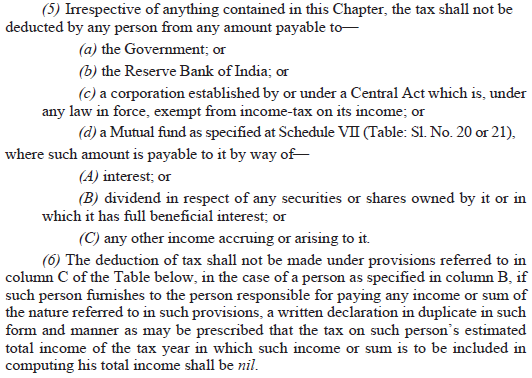 (5) Irrespective of anything contained in this Chapter, the tax shall not be
deducted by any person from any amount payable to—
(a) the Government; or
(b) the Reserve Bank of India; or
(c) a corporation established by or under a Central Act which is, under
any law in force, exempt from income-tax on its income; or
(d) a Mutual fund as specified at Schedule VII (Table: Sl. No. 20 or 21),
where such amount is payable to it by way of—
(A) interest; or
(B) dividend in respect of any securities or shares owned by it or in
which it has full beneficial interest; or
(C) any other income accruing or arising to it.
(6) The deduction of tax shall not be made under provisions referred to in
column C of the Table below, in the case of a person as specified in column B, if
such person furnishes to the person responsible for paying any income or sum of
the nature referred to in such provisions, a written declaration in duplicate in such
form and manner as may be prescribed that the tax on such person's estimated
total income of the tax year in which such income or sum is to be included in
computing his total income shall be nil.